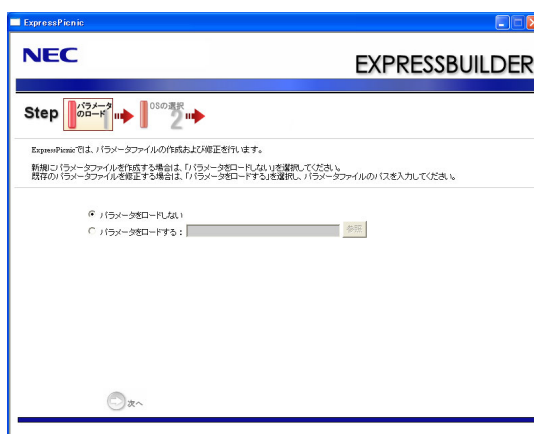 ExpressPicnic
NEC
EXPRESSBUILDER
Step パラメータのロード 1 OSの選択 2
ExpressPicnicでは、パラメータファイルの作成および修正を行います。
新規にパラメータファイルを作成する場合は、「パラメータをロードしない」を選択してください。
既存のパラメータファイルを修正する場合は、「パラメータをロードする」を選択し、パラメータファイルのパスを入力してください。
パラメータをロードしない
パラメータをロードする：
参照
次へ